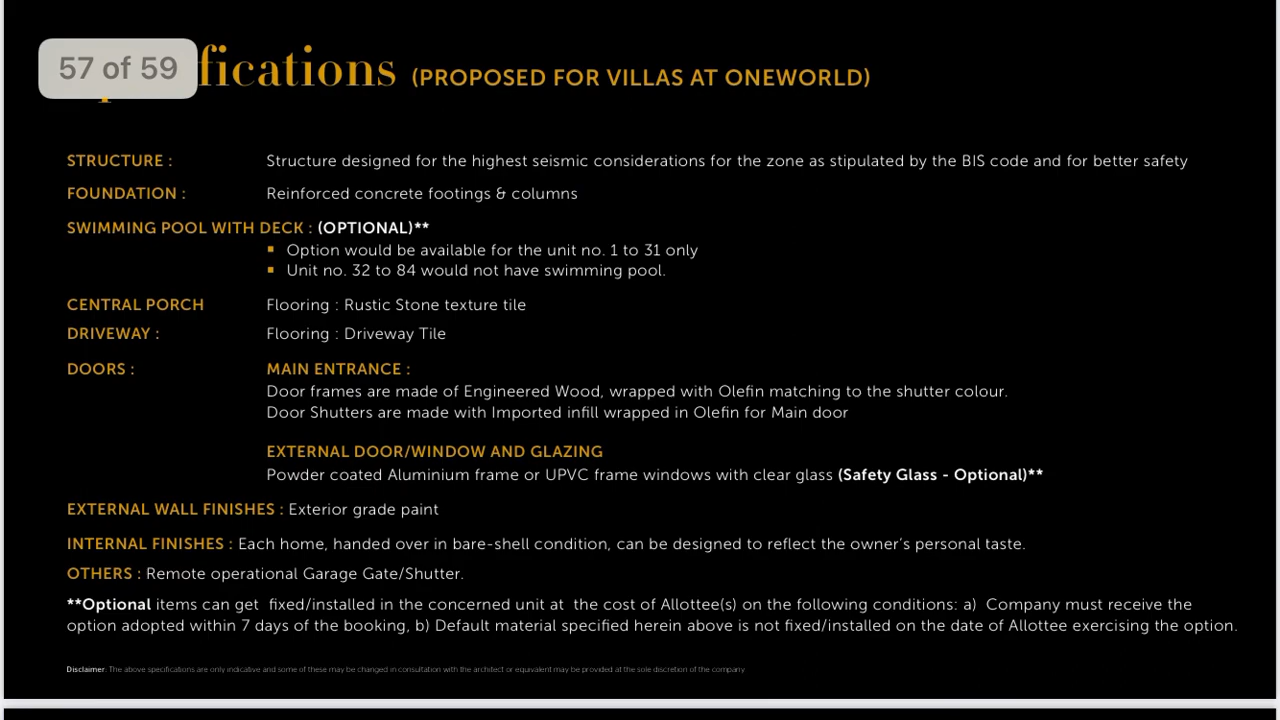 57 of 59
fications (PROPOSED FOR VILLAS AT ONEWORLD)
STRUCTURE : Structure designed for the highest seismic considerations for the zone as stipulated by the BIS code and for better safety
FOUNDATION : Reinforced concrete footings & columns
SWIMMING POOL WITH DECK : (OPTIONAL)**
▪ Option would be available for the unit no. 1 to 31 only
▪ Unit no. 32 to 84 would not have swimming pool.
CENTRAL PORCH Flooring : Rustic Stone texture tile
DRIVEWAY : Flooring : Driveway Tile
DOORS : MAIN ENTRANCE :
Door frames are made of Engineered Wood, wrapped with Olefin matching to the shutter colour.
Door Shutters are made with Imported infill wrapped in Olefin for Main door
EXTERNAL DOOR/WINDOW AND GLAZING
Powder coated Aluminium frame or UPVC frame windows with clear glass (Safety Glass - Optional)**
EXTERNAL WALL FINISHES : Exterior grade paint
INTERNAL FINISHES : Each home, handed over in bare-shell condition, can be designed to reflect the owner's personal taste.
OTHERS : Remote operational Garage Gate/Shutter.
**Optional items can get fixed/installed in the concerned unit at the cost of Allottee(s) on the following conditions: a) Company must receive the
option adopted within 7 days of the booking, b) Default material specified herein above is not fixed/installed on the date of Allottee exercising the option.
Disclaimer. The above specifications are only indicative and some of these may be changed in consultation with the architect or equivalent may be provided at the sole discretion of the company